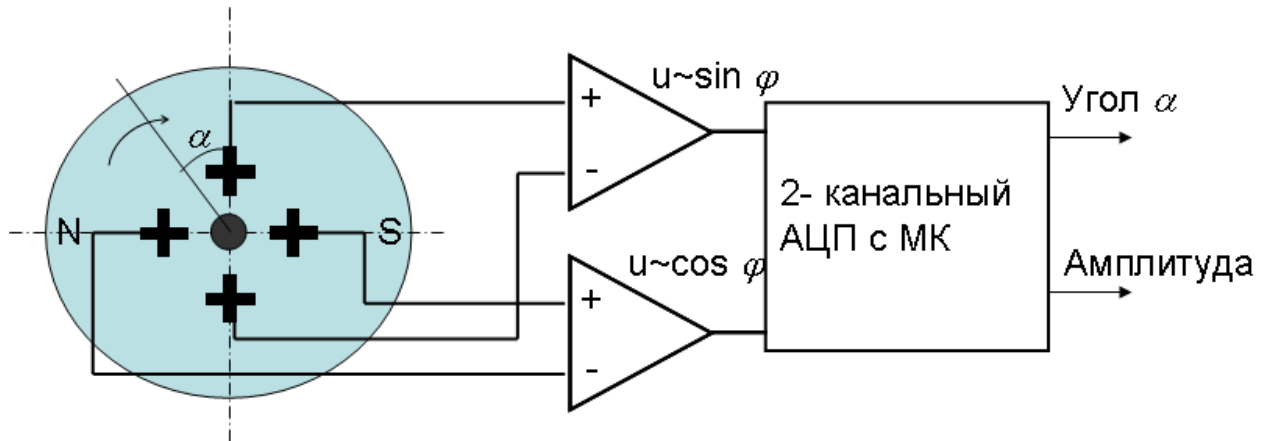 α
N
S
+
-
u~sin φ
+
-
u~cos φ
2- канальный
АЦП с МК
Угол α
Амплитуда